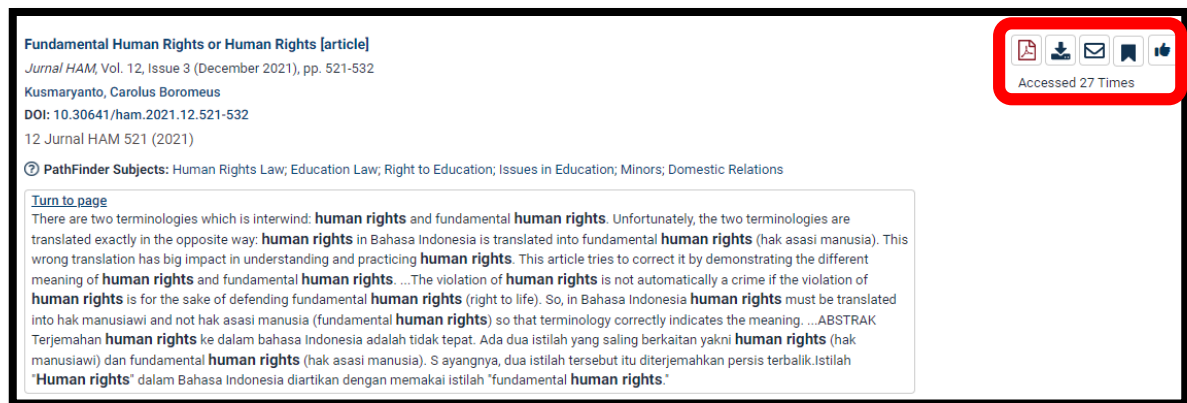 Fundamental Human Rights or Human Rights [article]
Jurnal HAM, Vol. 12, Issue 3 (December 2021), pp. 521-532
Kusmaryanto, Carolus Boromeus
DOI: 10.30641/ham.2021.12.521-532
12 Jurnal HAM 521 (2021)
PathFinder Subjects: Human Rights Law; Education Law; Right to Education; Issues in Education; Minors; Domestic Relations
Accessed 27 Times
Turn to page
There are two terminologies which is interwind: human rights and fundamental human rights. Unfortunately, the two terminologies are
translated exactly in the opposite way: human rights in Bahasa Indonesia is translated into fundamental human rights (hak asasi manusia). This
wrong translation has big impact in understanding and practicing human rights. This article tries to correct it by demonstrating the different
meaning of human rights and fundamental human rights. ...The violation of human rights is not automatically a crime if the violation of
human rights is for the sake of defending fundamental human rights (right to life). So, in Bahasa Indonesia human rights must be translated
into hak manusiawi and not hak asasi manusia (fundamental human rights) so that terminology correctly indicates the meaning. ...ABSTRAK
Terjemahan human rights ke dalam bahasa Indonesia adalah tidak tepat. Ada dua istilah yang saling berkaitan yakni human rights (hak
manusiawi) dan fundamental human rights (hak asasi manusia). S ayangnya, dua istilah tersebut itu diterjemahkan persis terbalik.Istilah
"Human rights" dalam Bahasa Indonesia diartikan dengan memakai istilah "fundamental human rights."